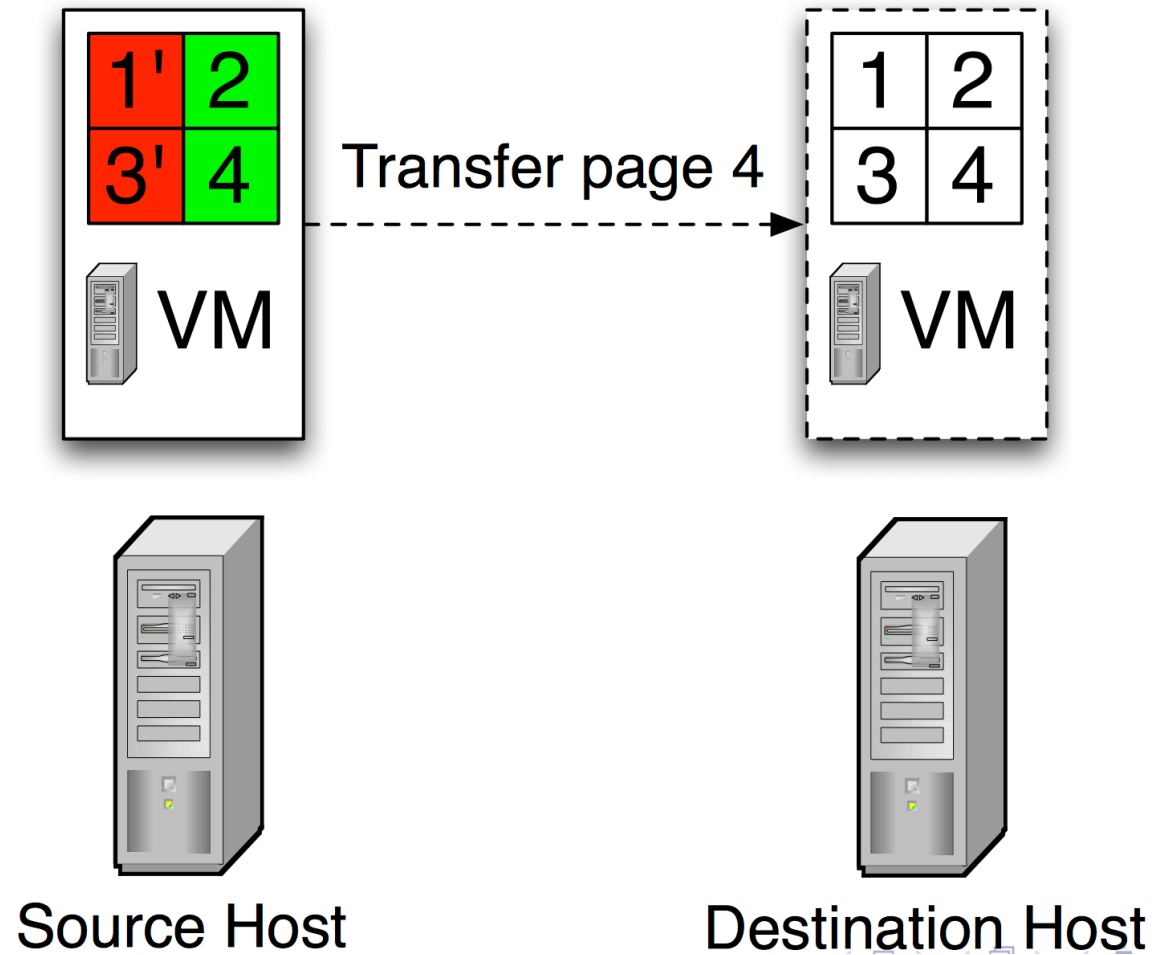 1' 2
3' 4
VM
Transfer page 4
1 2
3 4
VM
Source Host
Destination Host